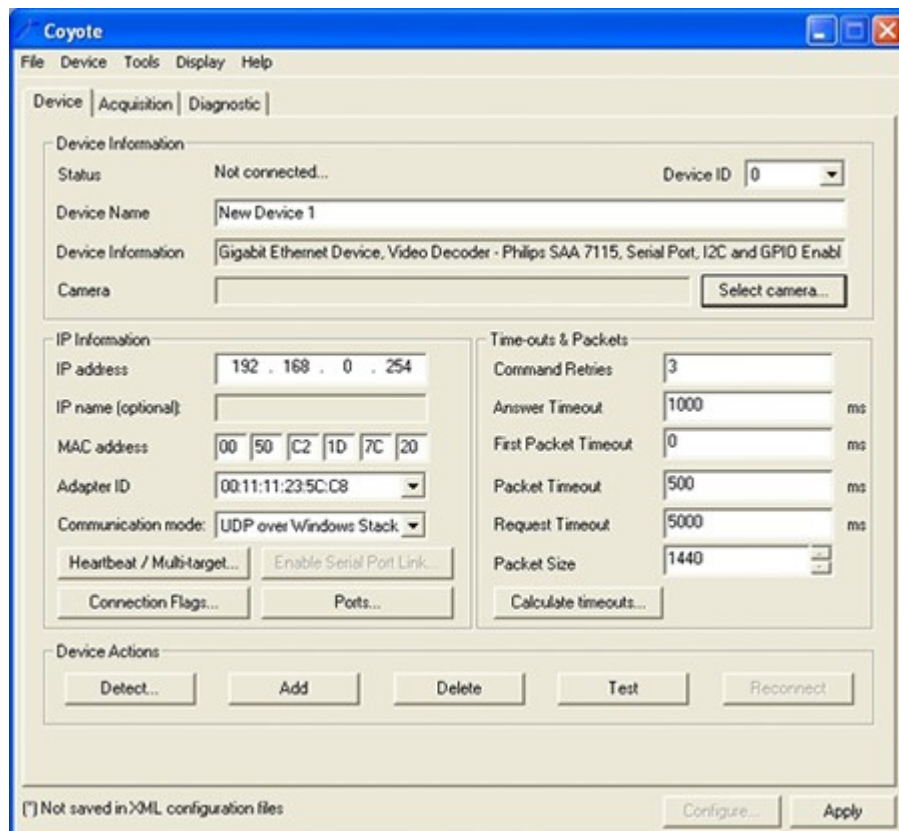 Coyote
File Device Tools Display Help
Device Acquisition Diagnostic
Device Information
Status Not connected... Device ID 0
Device Name New Device 1
Device Information Gigabit Ethernet Device, Video Decoder - Philips SAA 7115, Serial Port, I2C and GPIO Enabl
Camera Select camera...
IP Information
IP address 192 . 168 . 0 . 254
IP name (optional):
MAC address 00 50 C2 1D 7C 20
Adapter ID 00:11:11:23:5C:C8
Communication mode: UDP over Windows Stack
Heartbeat / Multi-target... Enable Serial Port Link...
Connection Flags... Ports...
Time-outs & Packets
Command Retries 3
Answer Timeout 1000 ms
First Packet Timeout 0 ms
Packet Timeout 500 ms
Request Timeout 5000 ms
Packet Size 1440
Calculate timeouts...
Device Actions
Detect... Add Delete Test Reconnect
(*) Not saved in XML configuration files Configure... Apply